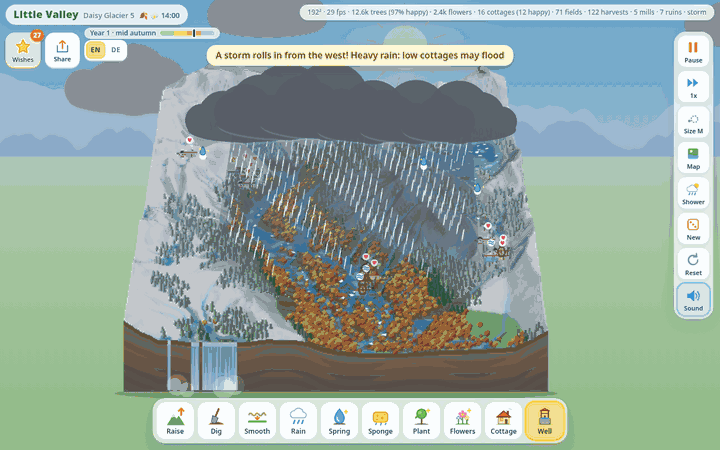 Little Valley Daisy Glacier 5 14:00
192² · 29 fps · 12.6k trees (97% happy) · 2.4k flowers · 16 cottages (12 happy) · 71 fields · 122 harvests · 5 mills · 7 ruins · storm
27
Wishes
Share
Year 1 · mid autumn
EN DE
A storm rolls in from the west! Heavy rain: low cottages may flood
Pause
1x
Size M
Map
Shower
New
Reset
Sound
Raise Dig Smooth Rain Spring Sponge Plant Flowers Cottage Well